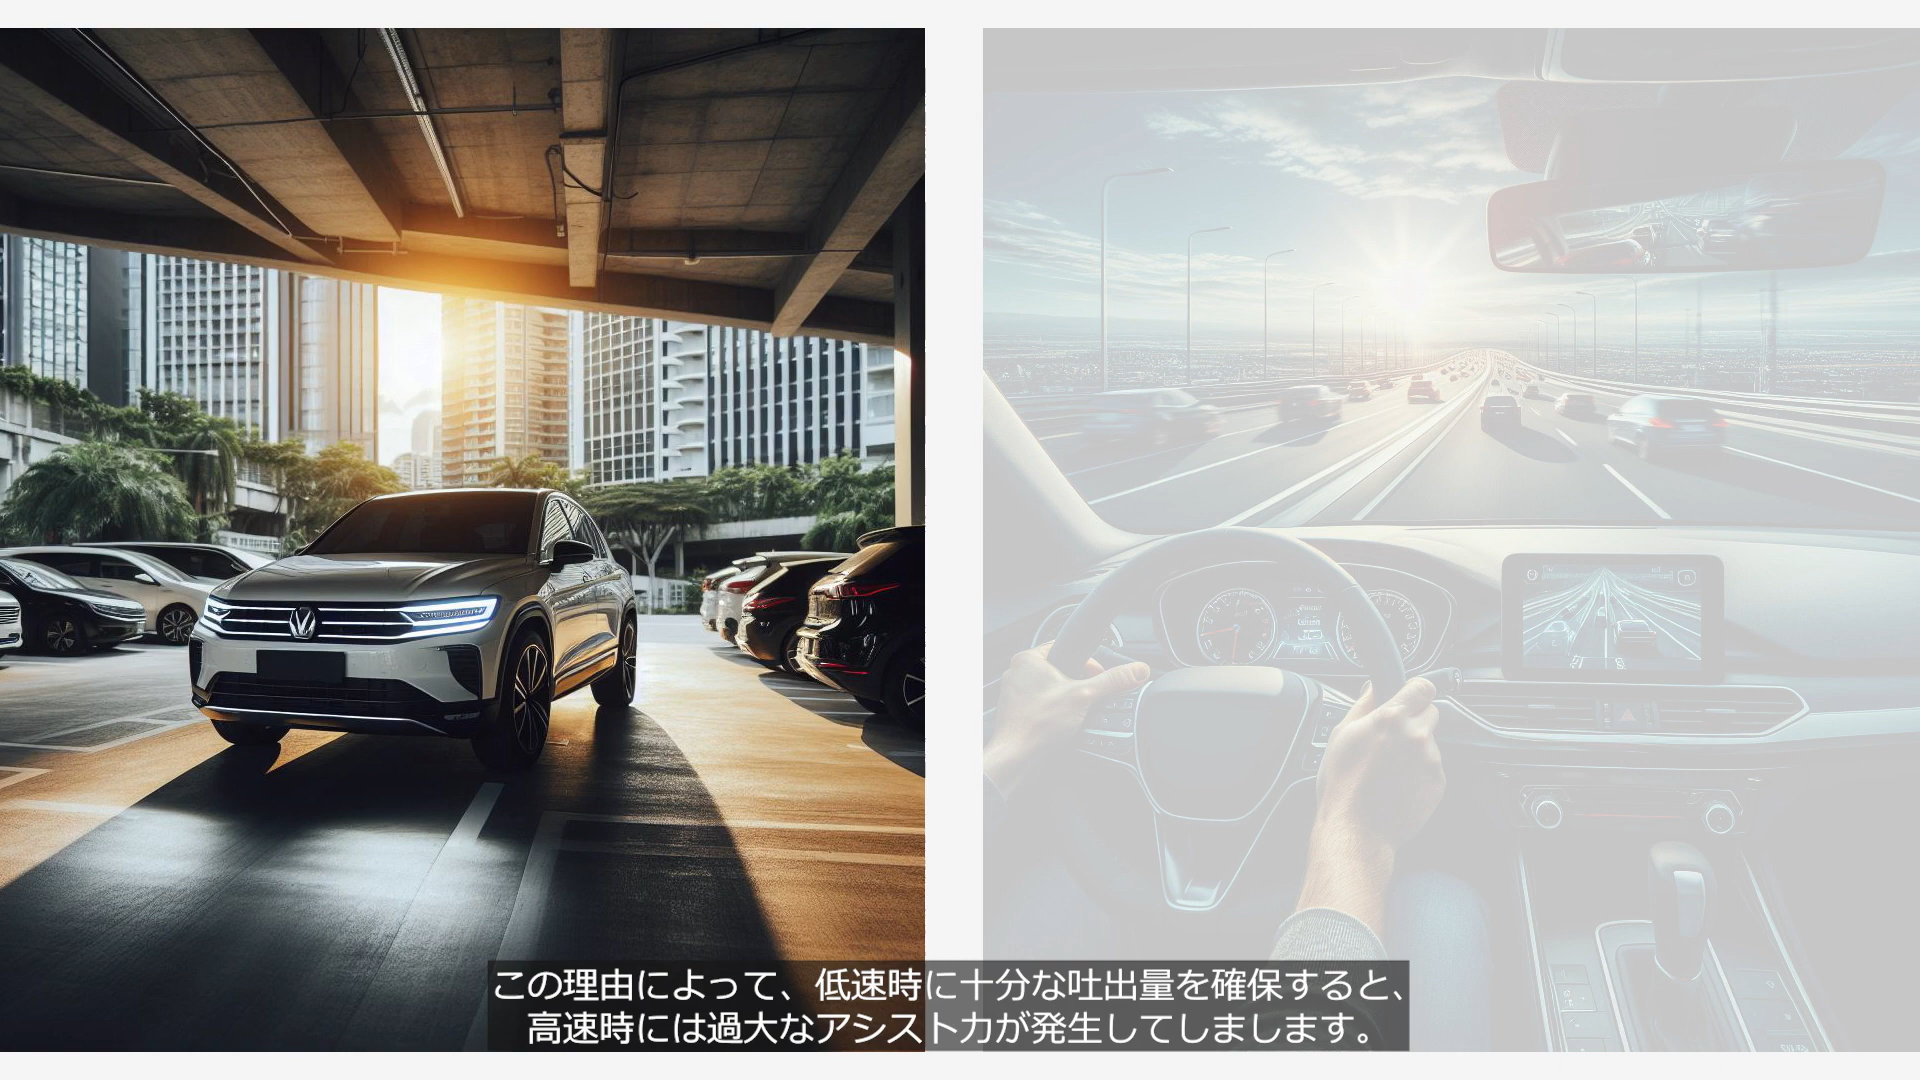 この理由によって、低速時に十分な吐出量を確保すると、
高速時には過大なアシスト力が発生してしまします。